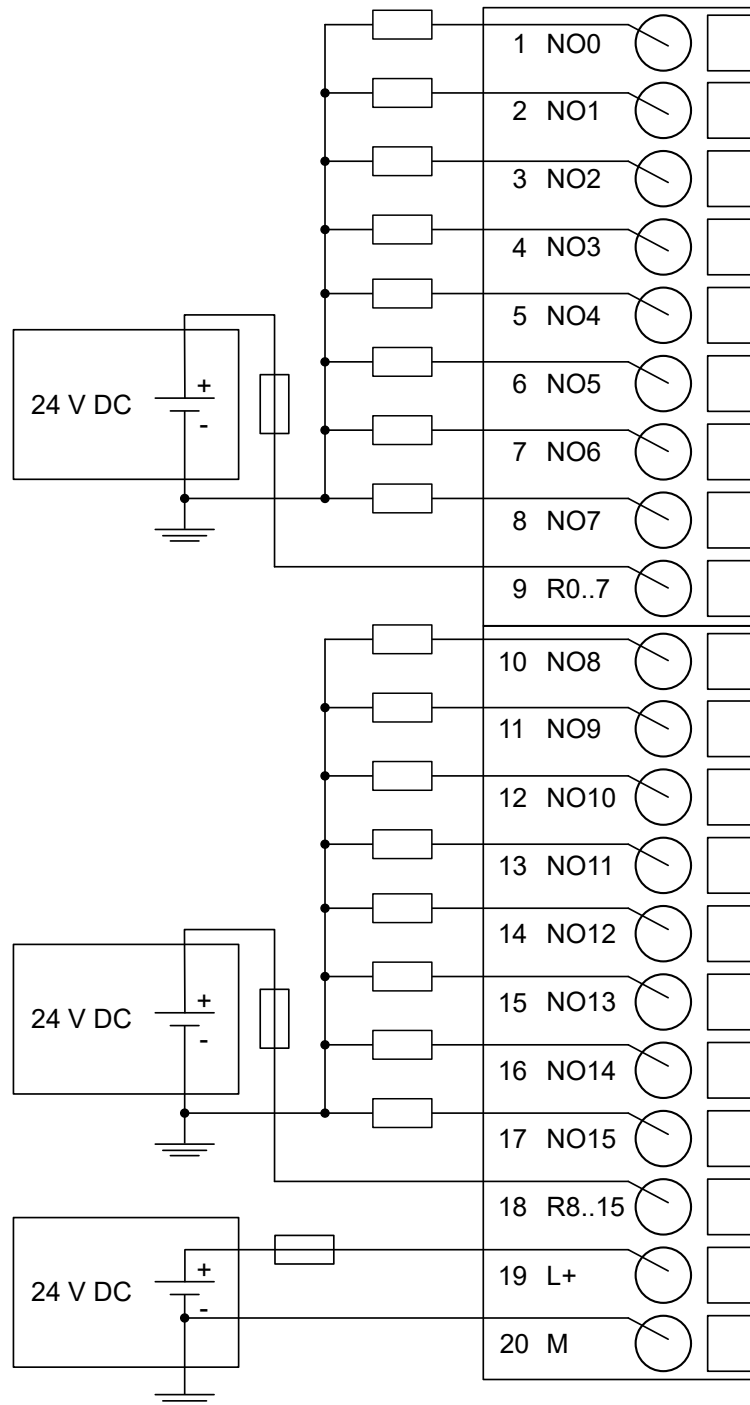 1 NO0
2 NO1
3 NO2
4 NO3
5 NO4
6 NO5
24 V DC
+
-
7 NO6
8 NO7
9 R0..7
10 NO8
11 NO9
12 NO10
13 NO11
14 NO12
15 NO13
24 V DC
+
-
16 NO14
17 NO15
18 R8..15
19 L+
24 V DC
+
-
20 M